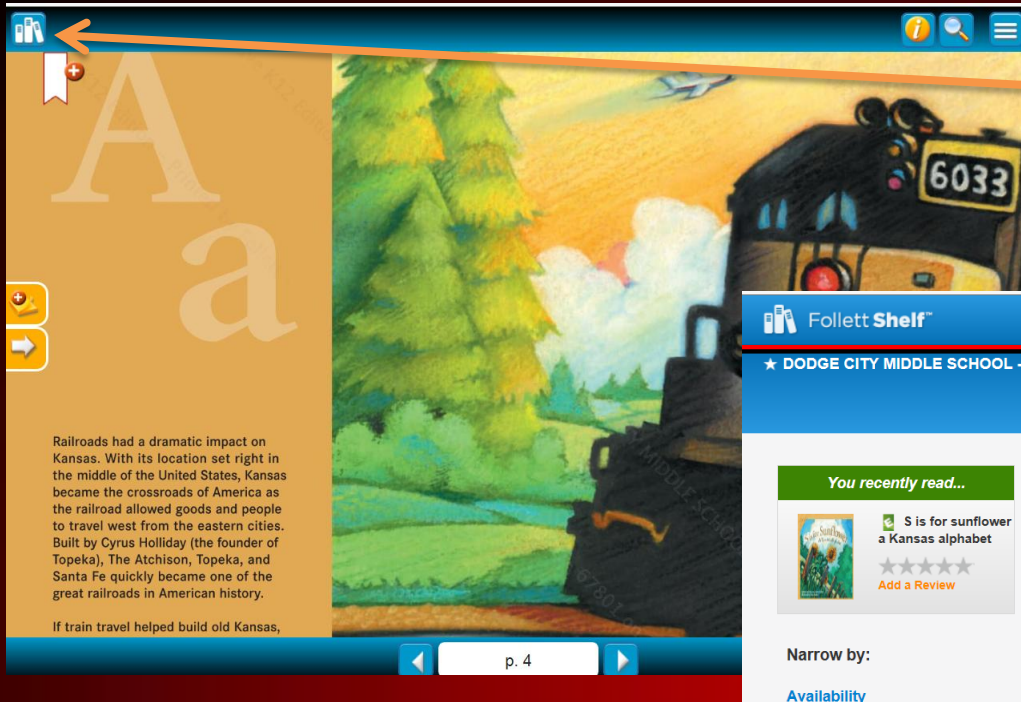 A
a
6033
Railroads had a dramatic impact on
Kansas. With its location set right in
the middle of the United States, Kansas
became the crossroads of America as
the railroad allowed goods and people
to travel west from the eastern cities.
Built by Cyrus Holliday (the founder of
Topeka), The Atchison, Topeka, and
Santa Fe quickly became one of the
great railroads in American history.
If train travel helped build old Kansas,
p. 4
Follett Shelf™
★ DODGE CITY MIDDLE SCHOOL -
You recently read...
S is for sunflower
a Kansas alphabet
Add a Review
Narrow by:
Availability